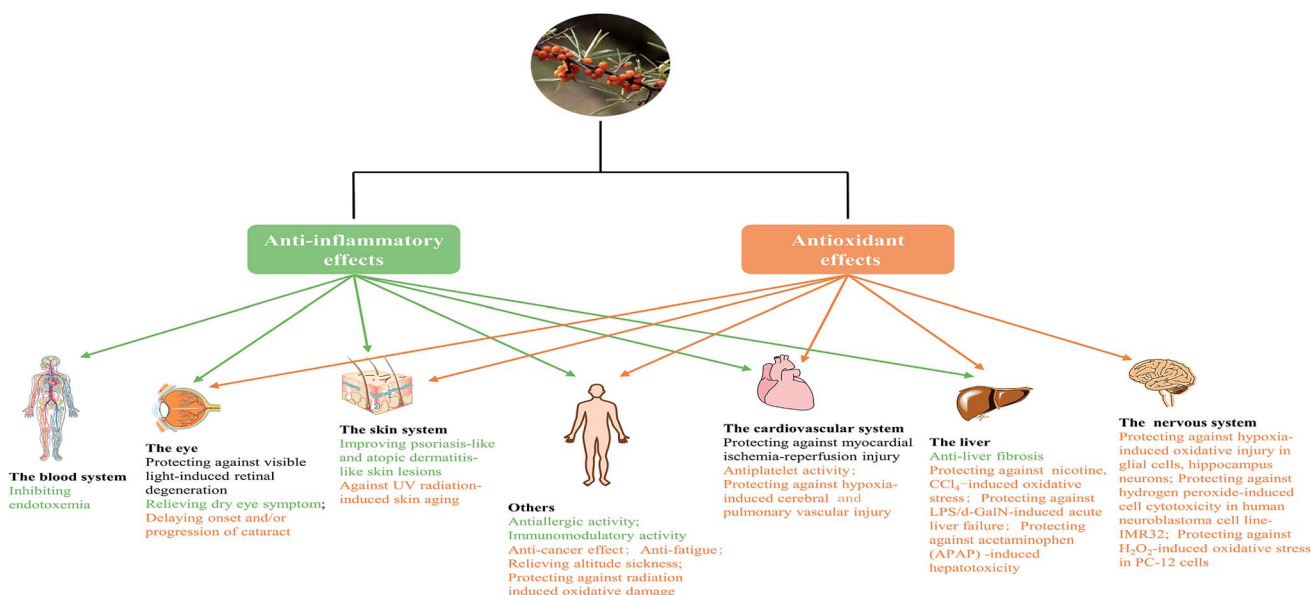 Anti-inflammatory
effects
Antioxidant
effects
The blood system
Inhibiting
endotoxemia
The eye
Protecting against visible
light-induced retinal
degeneration
Relieving dry eye symptom;
Delaying onset and/or
progression of cataract
The skin system
Improving psoriasis-like
and atopic dermatitis-
like skin lesions
Against UV radiation-
induced skin aging
Others
Antiallergic activity;
Immunomodulatory activity
Anti-cancer effect; Anti-fatigue;
Relieving altitude sickness;
Protecting against radiation
induced oxidative damage
The cardiovascular system
Protecting against myocardial
ischemia-reperfusion injury
Antiplatelet activity;
Protecting against hypoxia-
induced cerebral and
pulmonary vascular injury
The liver
Anti-liver fibrosis
Protecting against nicotine,
CCl₄-induced oxidative
stress; Protecting against
LPS/d-GalN-induced acute
liver failure; Protecting
against acetaminophen
(APAP) -induced
hepatotoxicity
The nervous system
Protecting against hypoxia-
induced oxidative injury in
glial cells, hippocampus
neurons; Protecting against
hydrogen peroxide-induced
cell cytotoxicity in human
neuroblastoma cell line-
IMR32; Protecting against
H₂O₂-induced oxidative stress
in PC-12 cells